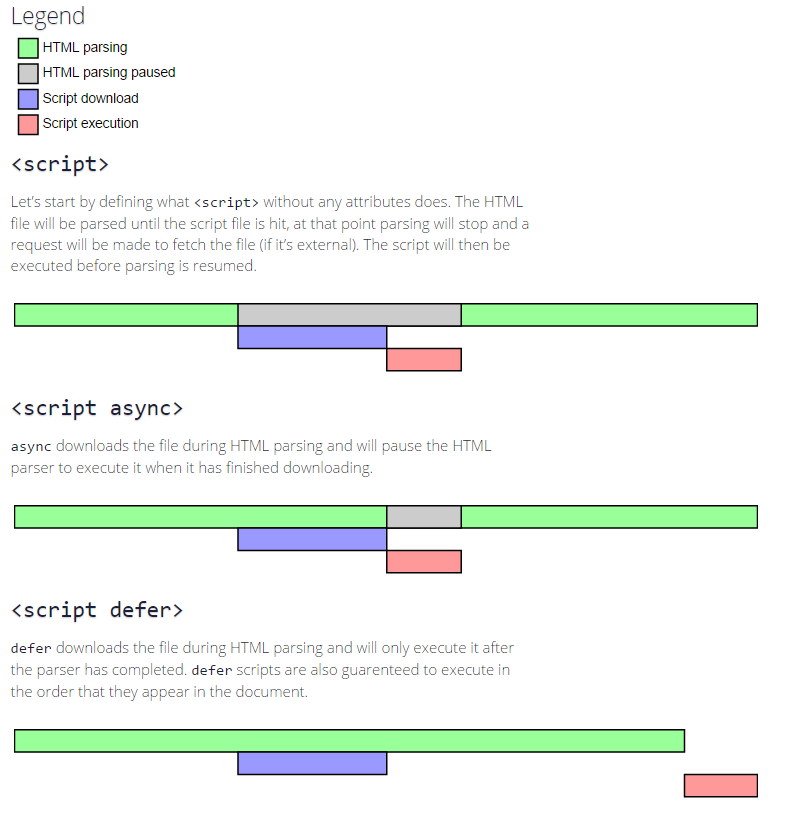 Legend
HTML parsing
HTML parsing paused
Script download
Script execution
<script>
Let’s start by defining what <script> without any attributes does. The HTML
file will be parsed until the script file is hit, at that point parsing will stop and a
request will be made to fetch the file (if it’s external). The script will then be
executed before parsing is resumed.
<script async>
async downloads the file during HTML parsing and will pause the HTML
parser to execute it when it has finished downloading.
<script defer>
defer downloads the file during HTML parsing and will only execute it after
the parser has completed. defer scripts are also guarenteed to execute in
the order that they appear in the document.